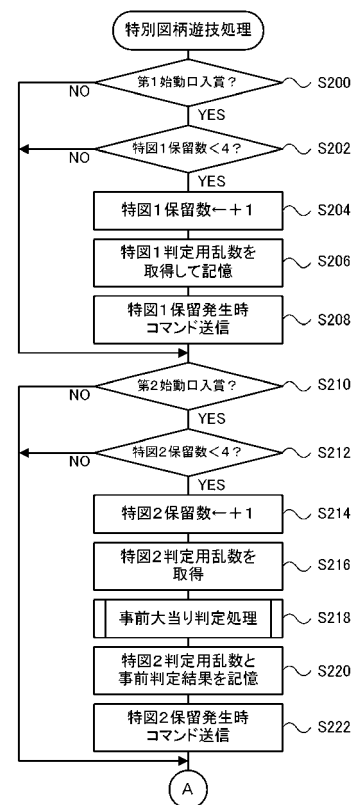 特別図柄遊技処理
第1始動口入賞?
S200
NO
YES
特図1保留数<4?
S202
NO
YES
特図1保留数←+1
S204
特図1判定用乱数を
取得して記憶
S206
特図1保留発生時
コマンド送信
S208
第2始動口入賞?
S210
NO
YES
特図2保留数<4?
S212
NO
YES
特図2保留数←+1
S214
特図2判定用乱数を
取得
S216
事前大当り判定処理
S218
特図2判定用乱数と
事前判定結果を記憶
S220
特図2保留発生時
コマンド送信
S222
A